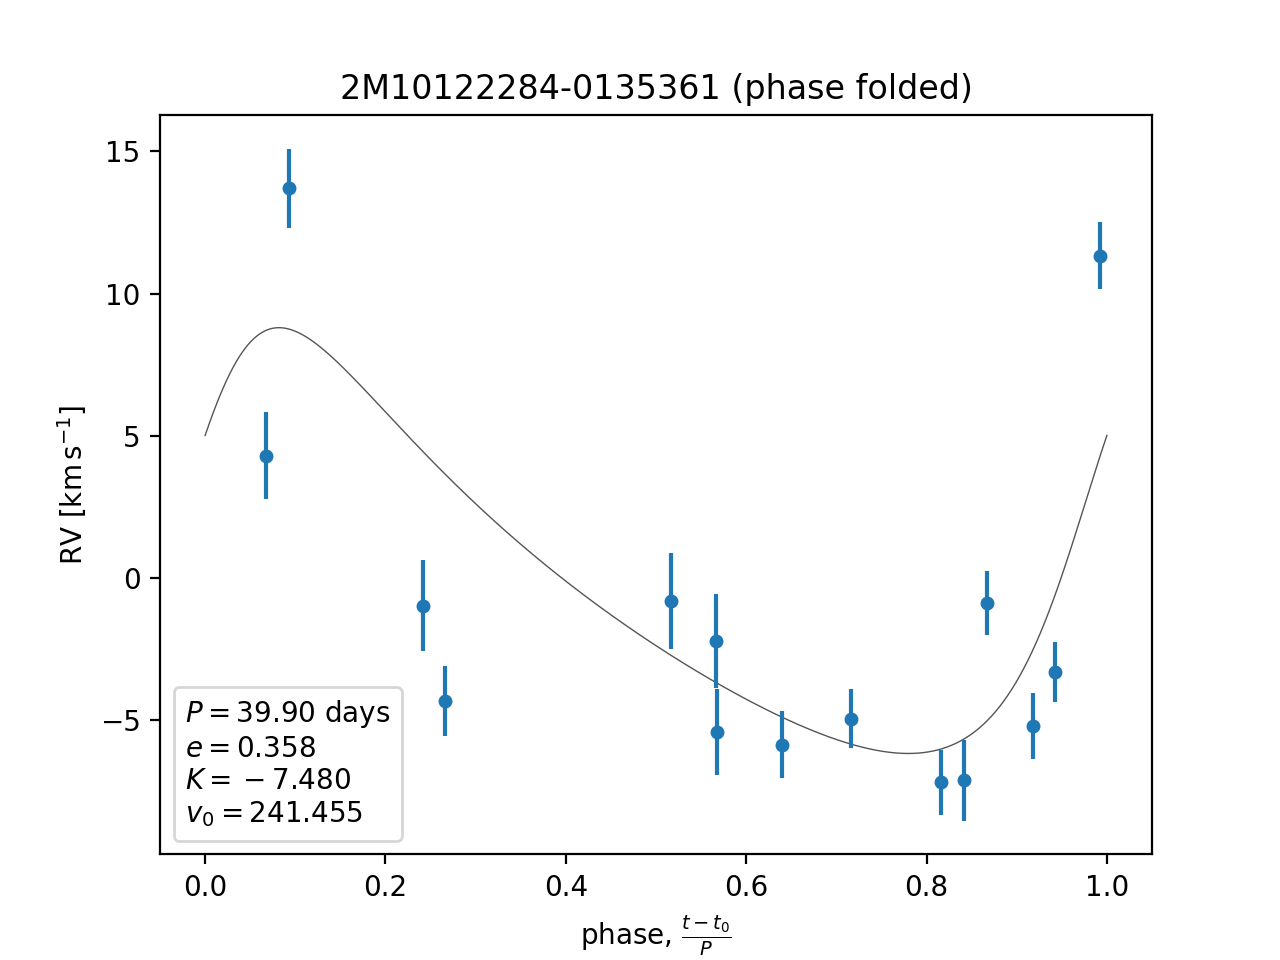 2M10122284-0135361 (phase folded)
15
10
5
0
−5
RV [km s⁻¹]
P = 39.90 days
e = 0.358
K = −7.480
v₀ = 241.455
0.0 0.2 0.4 0.6 0.8 1.0
phase, (t − t₀)/P